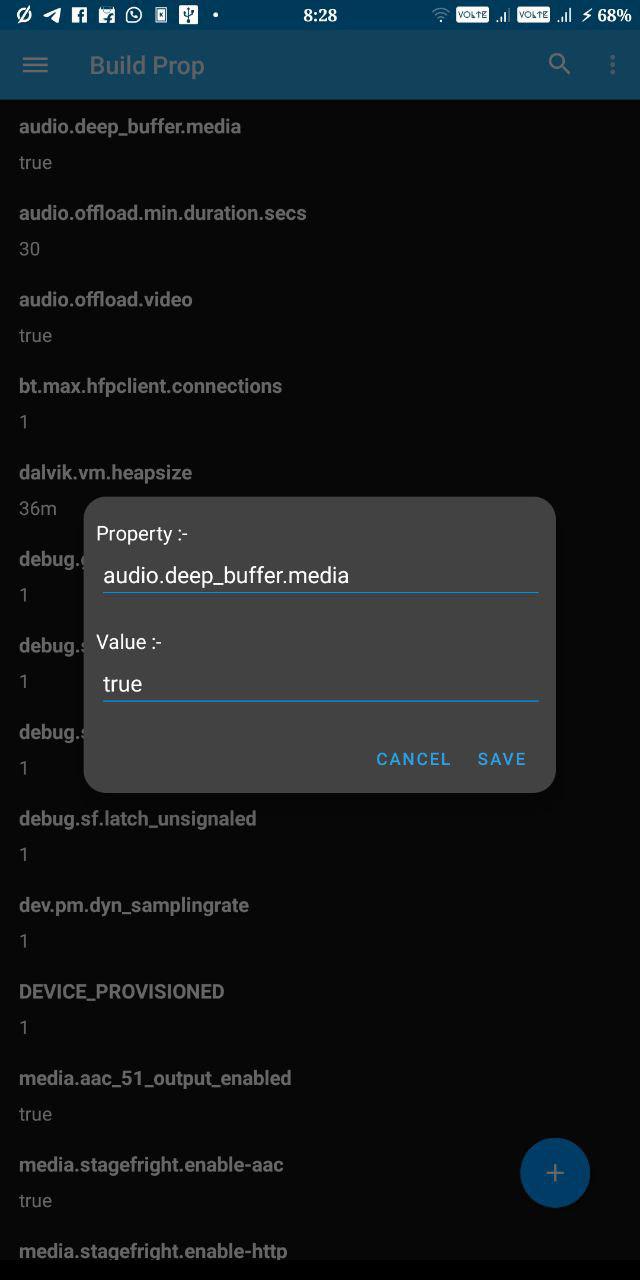 8:28
VOLTE
VOLTE
68%
Build Prop
audio.deep_buffer.media
true
audio.offload.min.duration.secs
30
audio.offload.video
true
bt.max.hfpclient.connections
1
dalvik.vm.heapsize
36m
debug.
1
debug.
1
debug.
1
Property :-
audio.deep_buffer.media
Value :-
true
CANCEL SAVE
debug.sf.latch_unsignaled
1
dev.pm.dyn_samplingrate
1
DEVICE_PROVISIONED
1
media.aac_51_output_enabled
true
media.stagefright.enable-aac
true
media.stagefright.enable-http